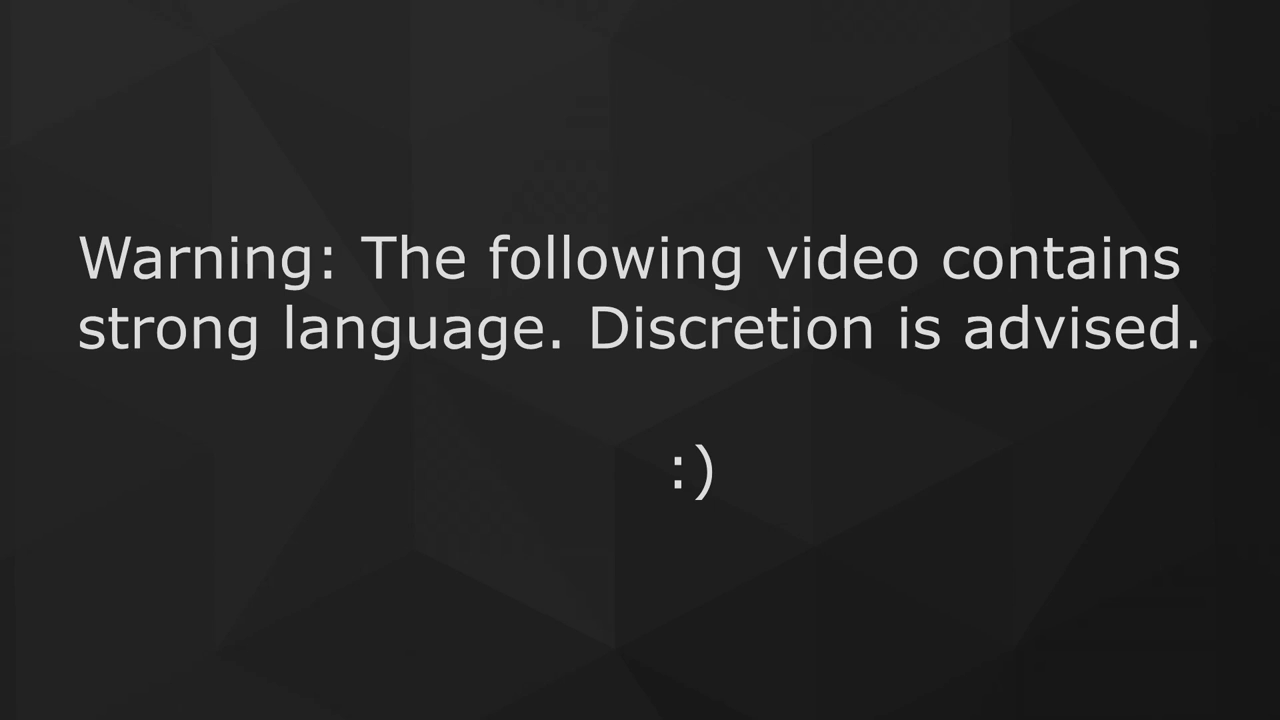 Warning: The following video contains
strong language. Discretion is advised.
:)